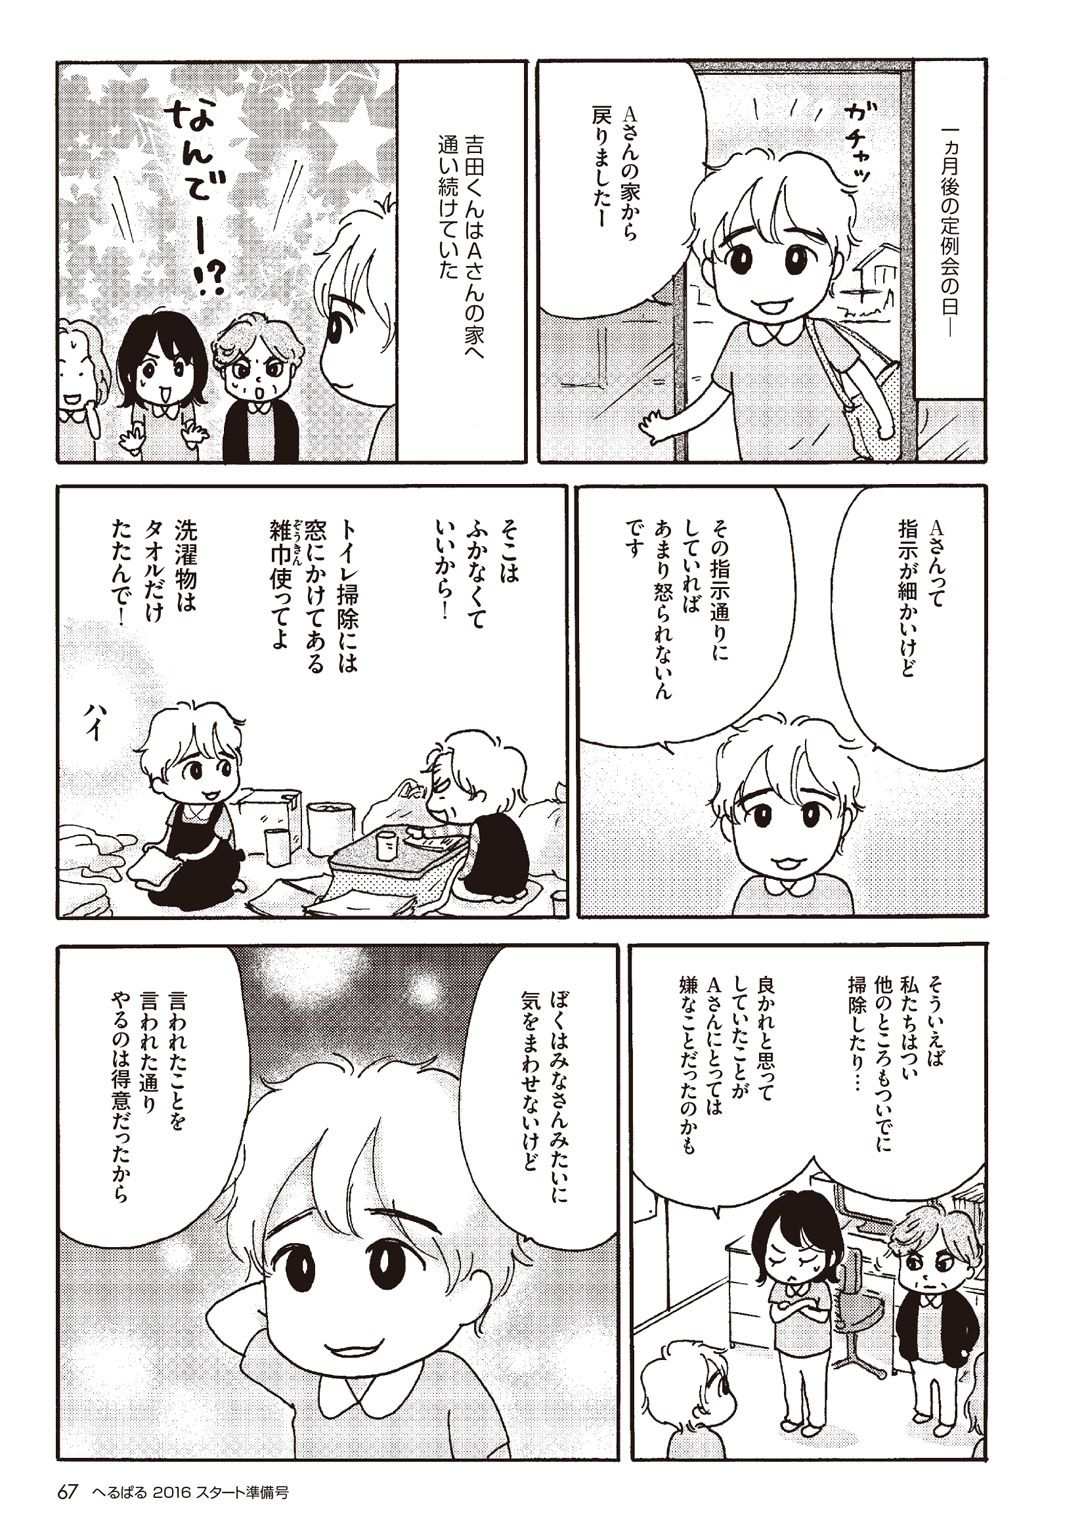 一ヵ月後の定例会の日―
ガチャッ
Aさんの家から
戻りましたー
吉田くんはAさんの家へ
通い続けていた
なんでー!?
Aさんって
指示が細かいけど
その指示通りに
していれば
あまり怒られないん
です
そこは
ふかなくて
いいから！
トイレ掃除には
窓にかけてある
雑巾使ってよ
ぞうきん
洗濯物は
タオルだけ
たたんで！
ハイ
そういえば
私たちはつい
他のところもついでに
掃除したり…
良かれと思って
していたことが
Aさんにとっては
嫌なことだったのかも
ぼくはみなさんみたいに
気をまわせないけど
言われたことを
言われた通り
やるのは得意だったから
67 へるぱる 2016 スタート準備号